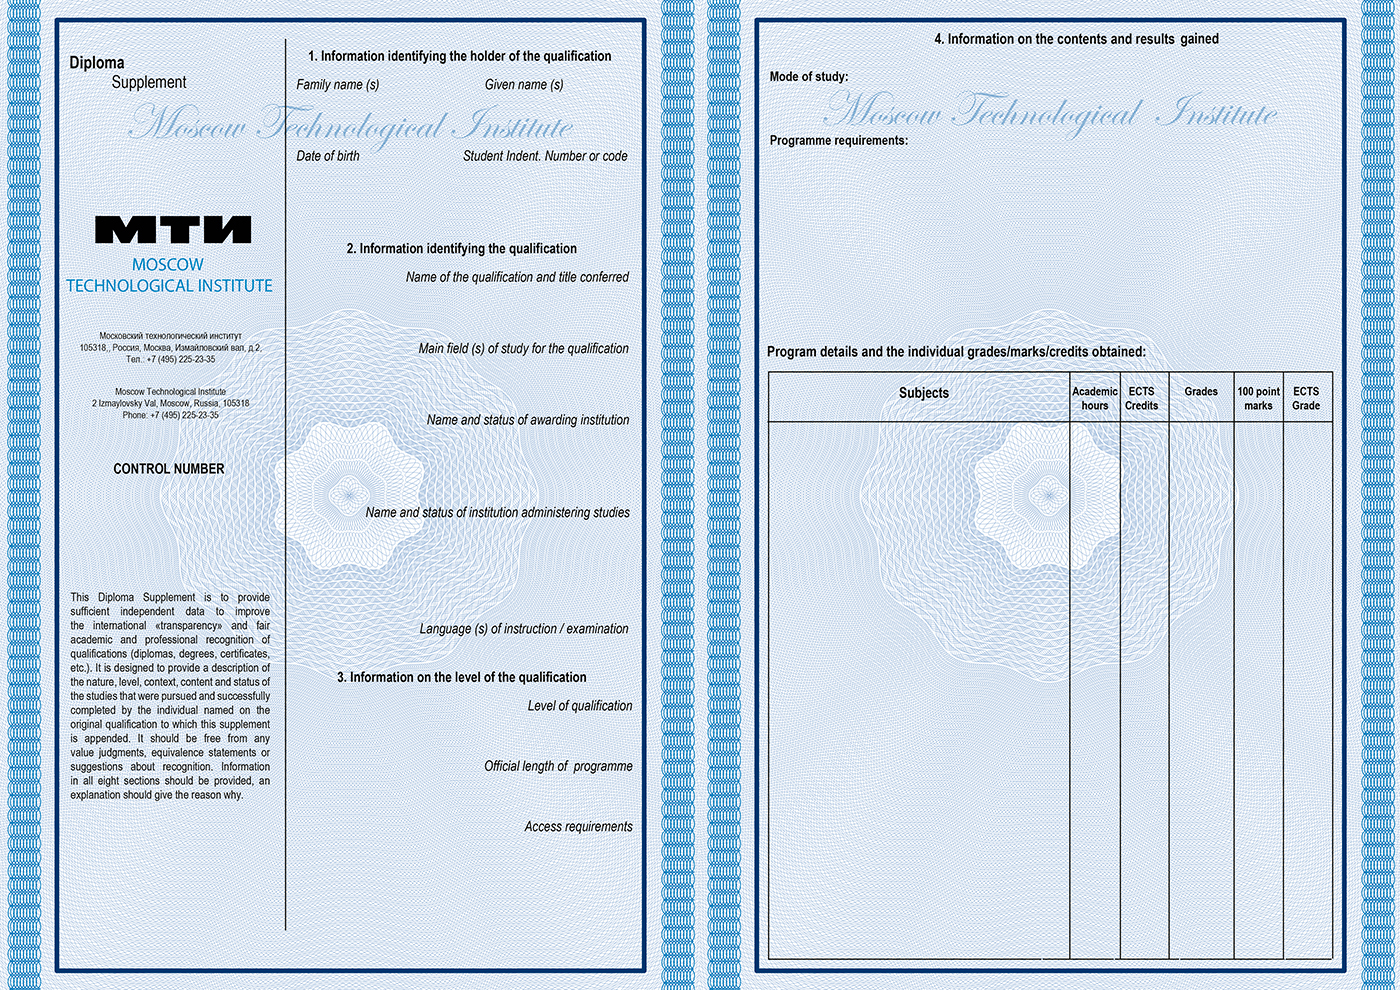 Diploma
Supplement
Moscow Technological Institute
МТИ
MOSCOW
TECHNOLOGICAL INSTITUTE
Московский технологический институт
105318,, Россия, Москва, Измайловский вал, д.2,
Тел.: +7 (495) 225-23-35
Moscow Technological Institute
2 Izmaylovsky Val, Moscow, Russia, 105318
Phone: +7 (495) 225-23-35
CONTROL NUMBER
This Diploma Supplement is to provide
sufficient independent data to improve
the international «transparency» and fair
academic and professional recognition of
qualifications (diplomas, degrees, certificates,
etc.). It is designed to provide a description of
the nature, level, context, content and status of
the studies that were pursued and successfully
completed by the individual named on the
original qualification to which this supplement
is appended. It should be free from any
value judgments, equivalence statements or
suggestions about recognition. Information
in all eight sections should be provided, an
explanation should give the reason why.
1. Information identifying the holder of the qualification
Family name (s) Given name (s)
Date of birth Student Indent. Number or code
2. Information identifying the qualification
Name of the qualification and title conferred
Main field (s) of study for the qualification
Name and status of awarding institution
Name and status of institution administering studies
Language (s) of instruction / examination
3. Information on the level of the qualification
Level of qualification
Official length of programme
Access requirements
4. Information on the contents and results gained
Mode of study:
Moscow Technological Institute
Programme requirements:
Program details and the individual grades/marks/credits obtained:
Subjects Academic hours ECTS Credits Grades 100 point marks ECTS Grade